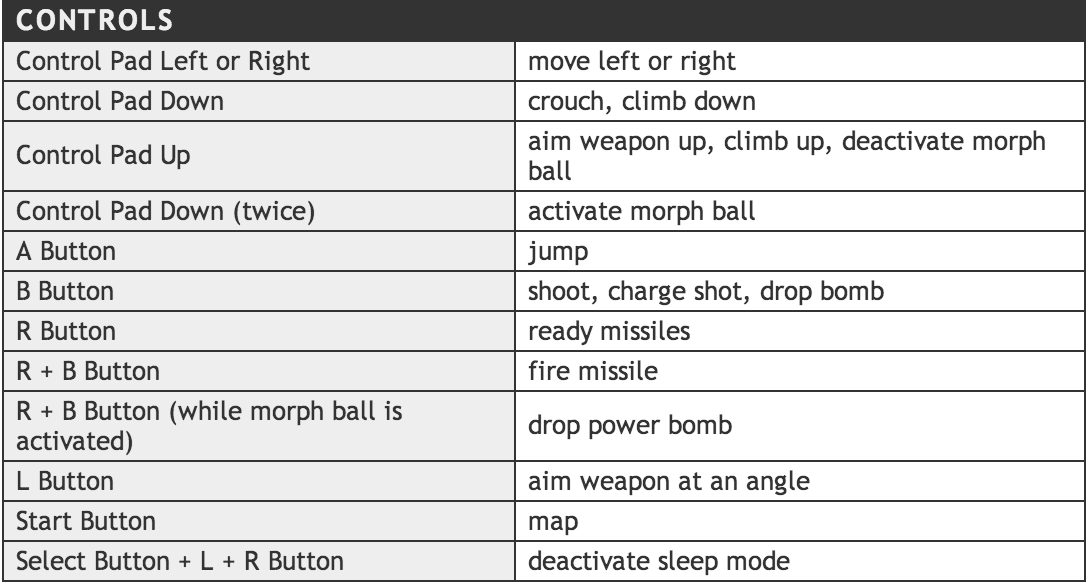 CONTROLS
Control Pad Left or Right move left or right
Control Pad Down crouch, climb down
Control Pad Up aim weapon up, climb up, deactivate morph
ball
Control Pad Down (twice) activate morph ball
A Button jump
B Button shoot, charge shot, drop bomb
R Button ready missiles
R + B Button fire missile
R + B Button (while morph ball is
activated) drop power bomb
L Button aim weapon at an angle
Start Button map
Select Button + L + R Button deactivate sleep mode